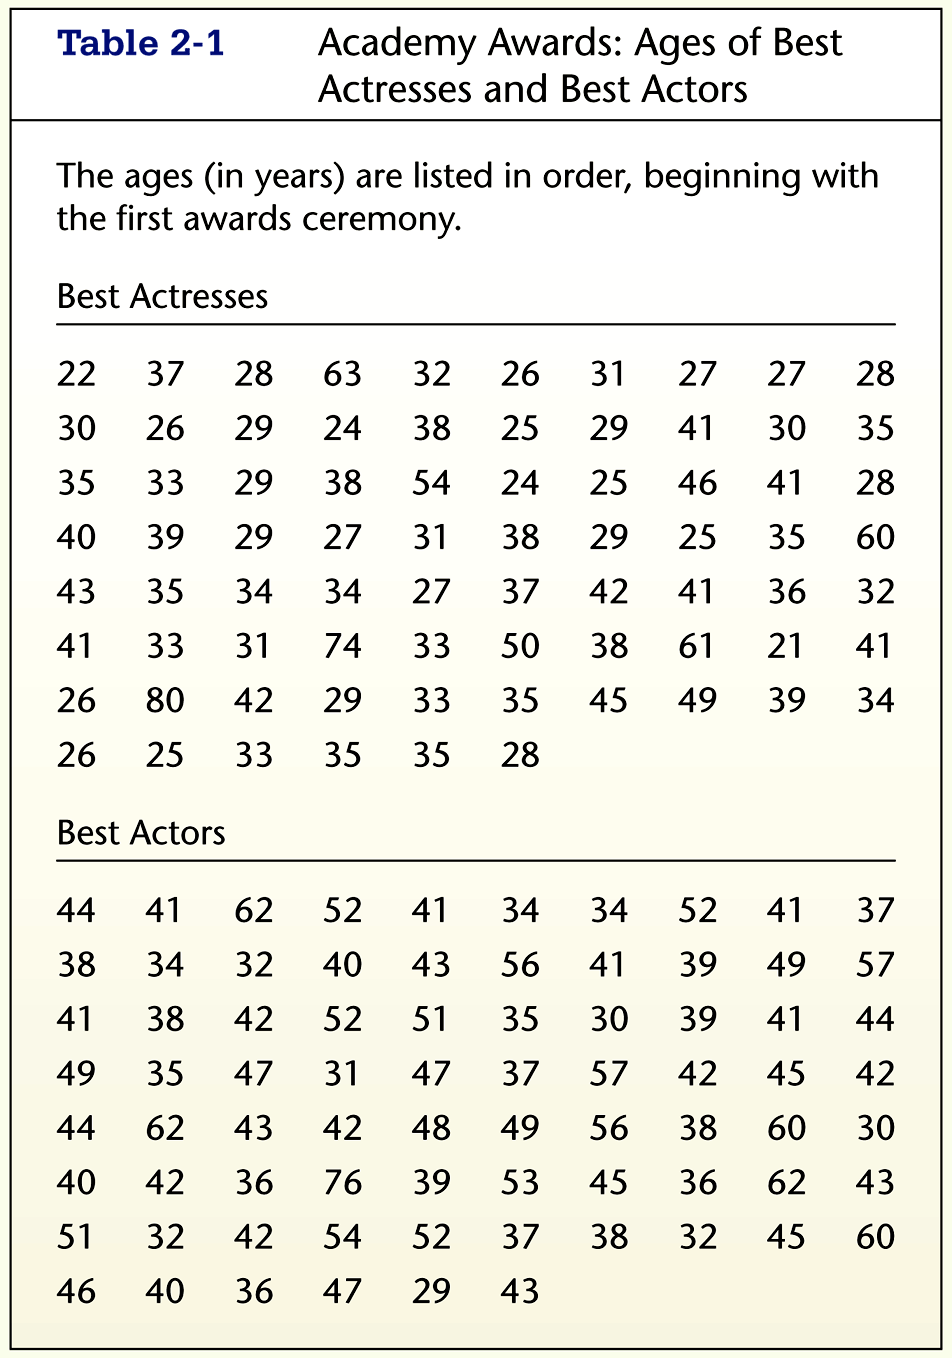 Table 2-1 Academy Awards: Ages of Best
Actresses and Best Actors
The ages (in years) are listed in order, beginning with
the first awards ceremony.
Best Actresses
22 37 28 63 32 26 31 27 27 28
30 26 29 24 38 25 29 41 30 35
35 33 29 38 54 24 25 46 41 28
40 39 29 27 31 38 29 25 35 60
43 35 34 34 27 37 42 41 36 32
41 33 31 74 33 50 38 61 21 41
26 80 42 29 33 35 45 49 39 34
26 25 33 35 35 28
Best Actors
44 41 62 52 41 34 34 52 41 37
38 34 32 40 43 56 41 39 49 57
41 38 42 52 51 35 30 39 41 44
49 35 47 31 47 37 57 42 45 42
44 62 43 42 48 49 56 38 60 30
40 42 36 76 39 53 45 36 62 43
51 32 42 54 52 37 38 32 45 60
46 40 36 47 29 43